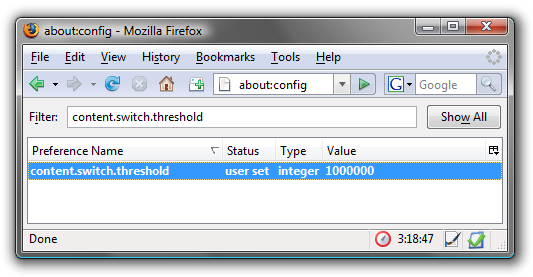 about:config - Mozilla Firefox
File Edit View History Bookmarks Tools Help
about:config G Google
Filter: content.switch.threshold Show All
Preference Name Status Type Value
content.switch.threshold user set integer 1000000
Done 3:18:47